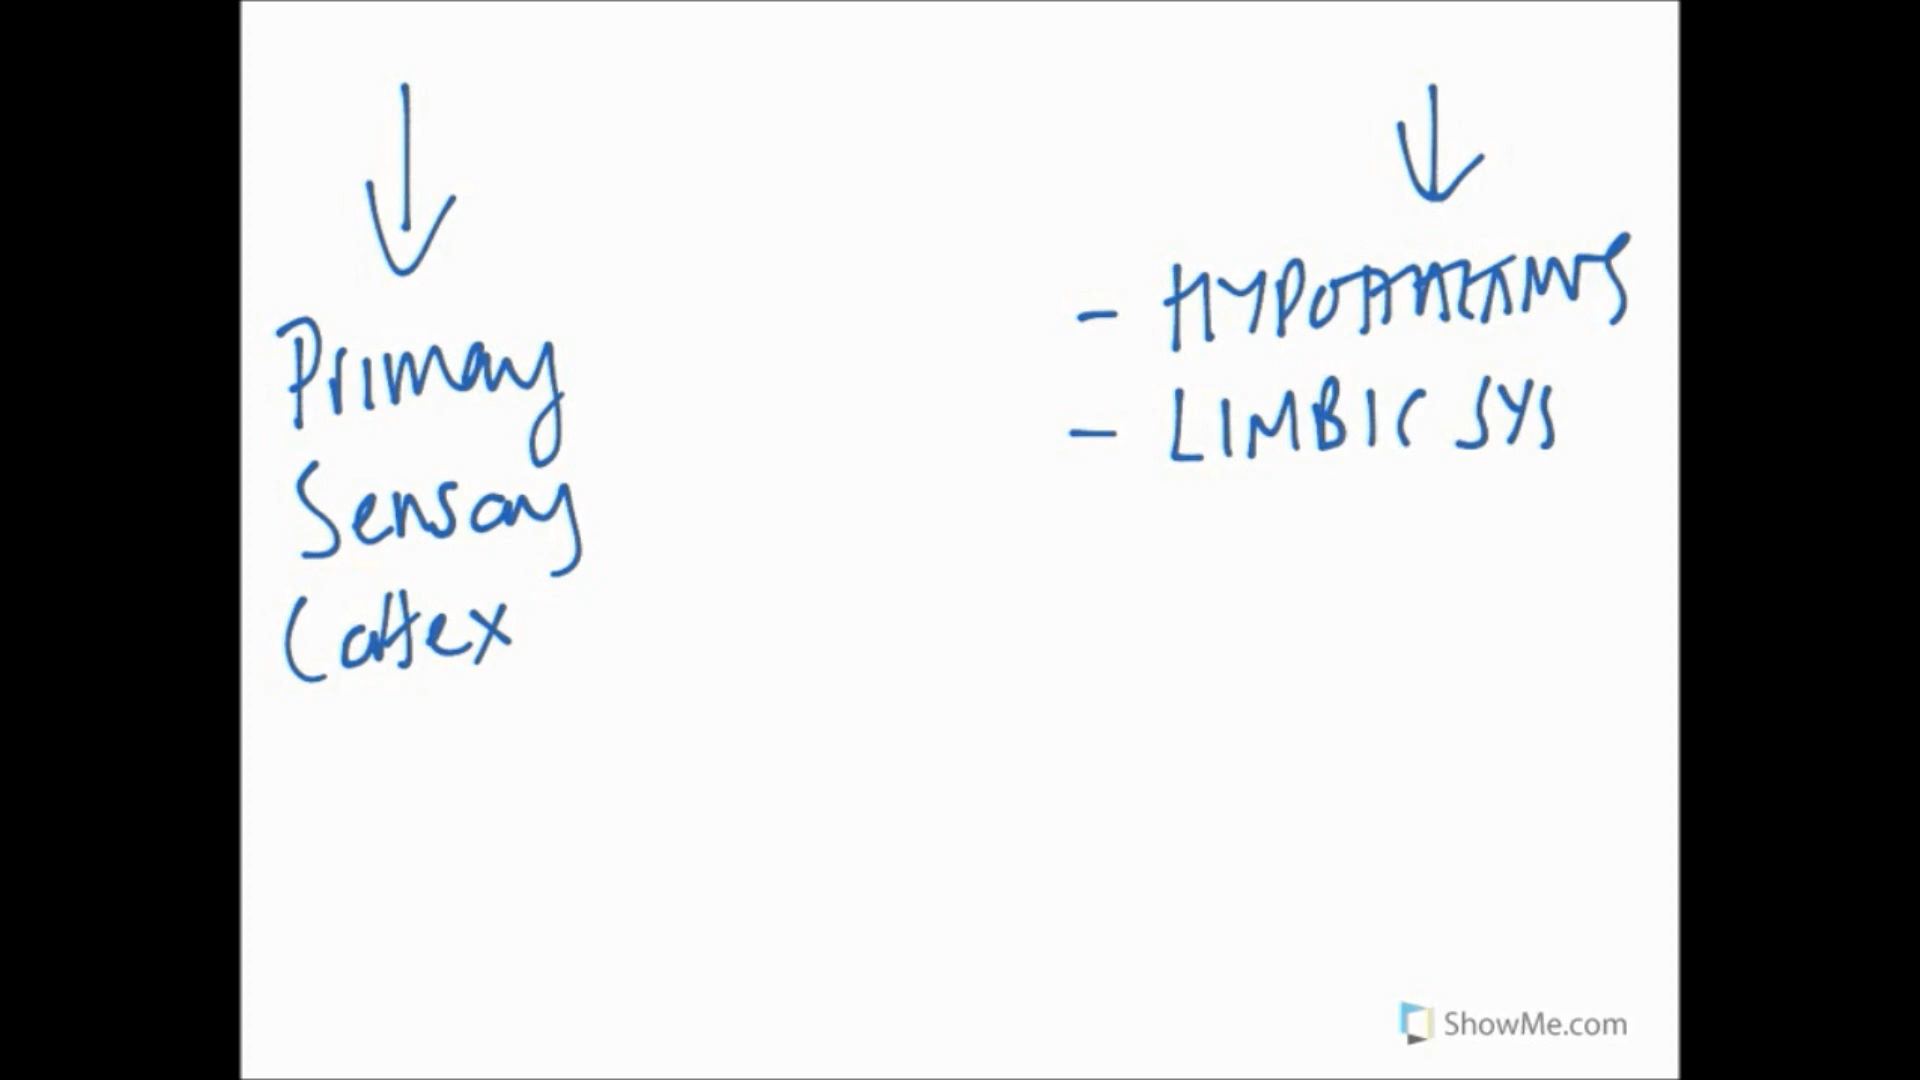 Primary
Sensory
Cortex
- HYPOTHALAMUS
- LIMBIC SYS
ShowMe.com